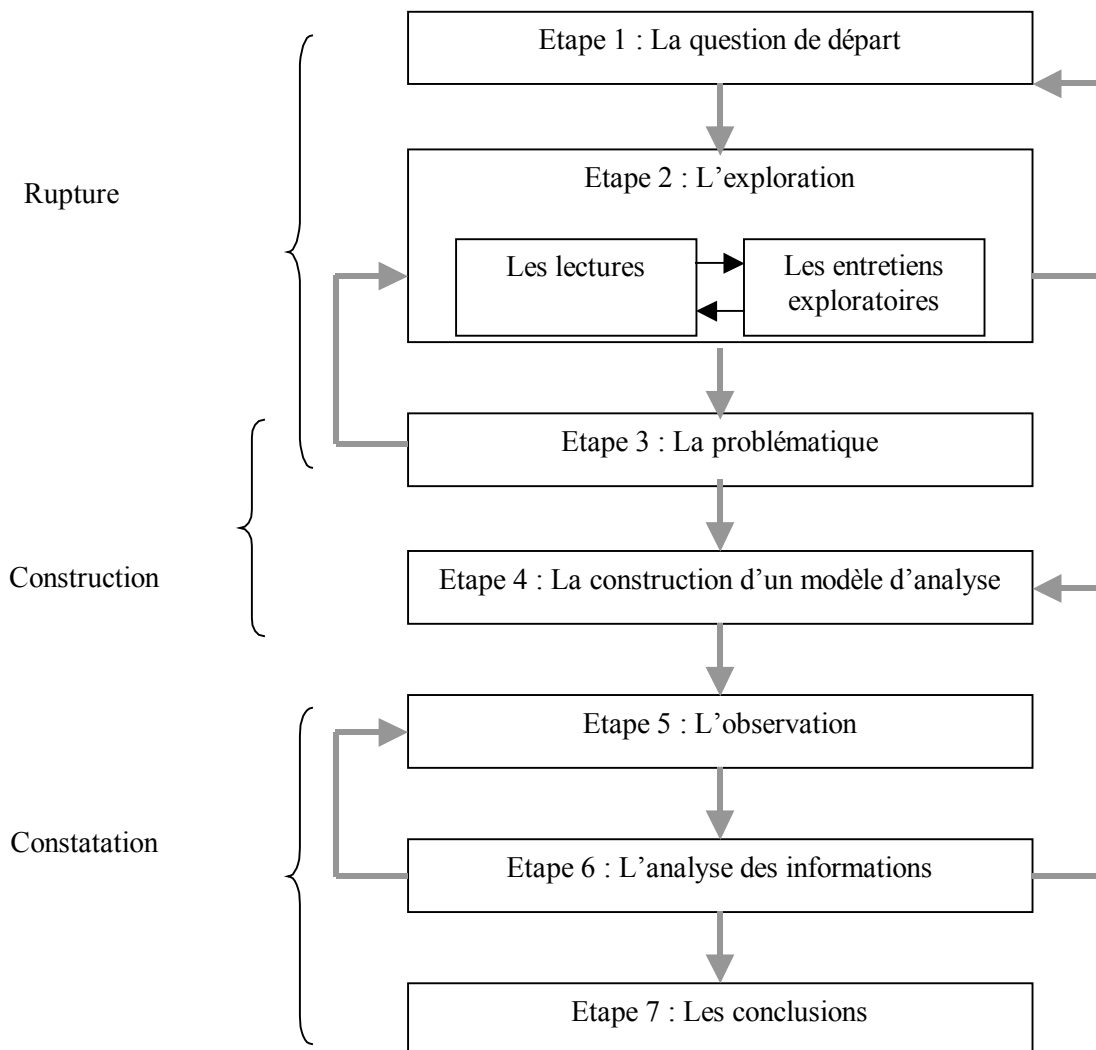 Etape 1 : La question de départ
Rupture
Etape 2 : L’exploration
Les lectures
Les entretiens
exploratoires
Etape 3 : La problématique
Construction
Etape 4 : La construction d’un modèle d’analyse
Etape 5 : L’observation
Constatation
Etape 6 : L’analyse des informations
Etape 7 : Les conclusions